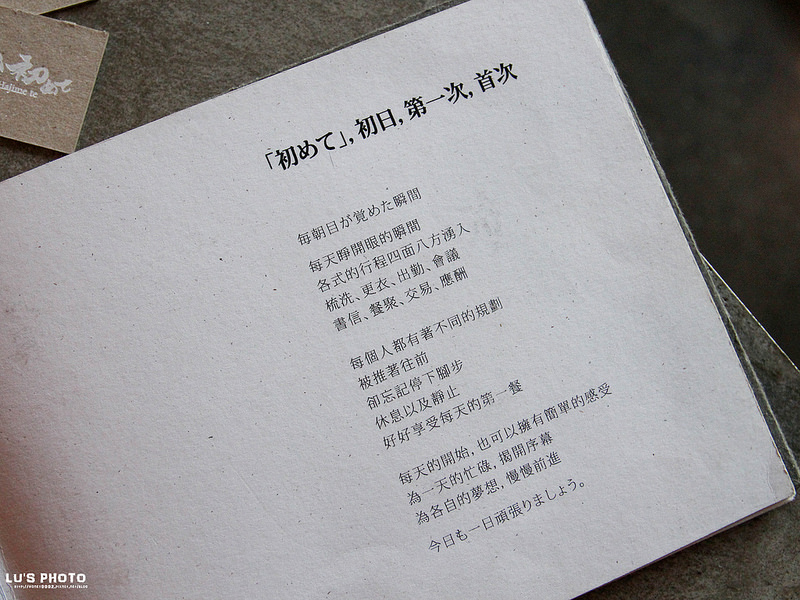 初めて
Hajime te
「初めて」, 初日, 第一次, 首次
毎朝目が覚めた瞬間
每天睜開眼的瞬間
各式的行程四面八方湧入
梳洗、更衣、出勤、會議
書信、餐聚、交易、應酬
每個人都有著不同的規劃
被推著往前
卻忘記停下腳步
休息以及靜止
好好享受每天的第一餐
每天的開始, 也可以擁有簡單的感受
為一天的忙碌, 揭開序幕
為各自的夢想, 慢慢前進
今日も一日頑張りましょう。
LU'S PHOTO